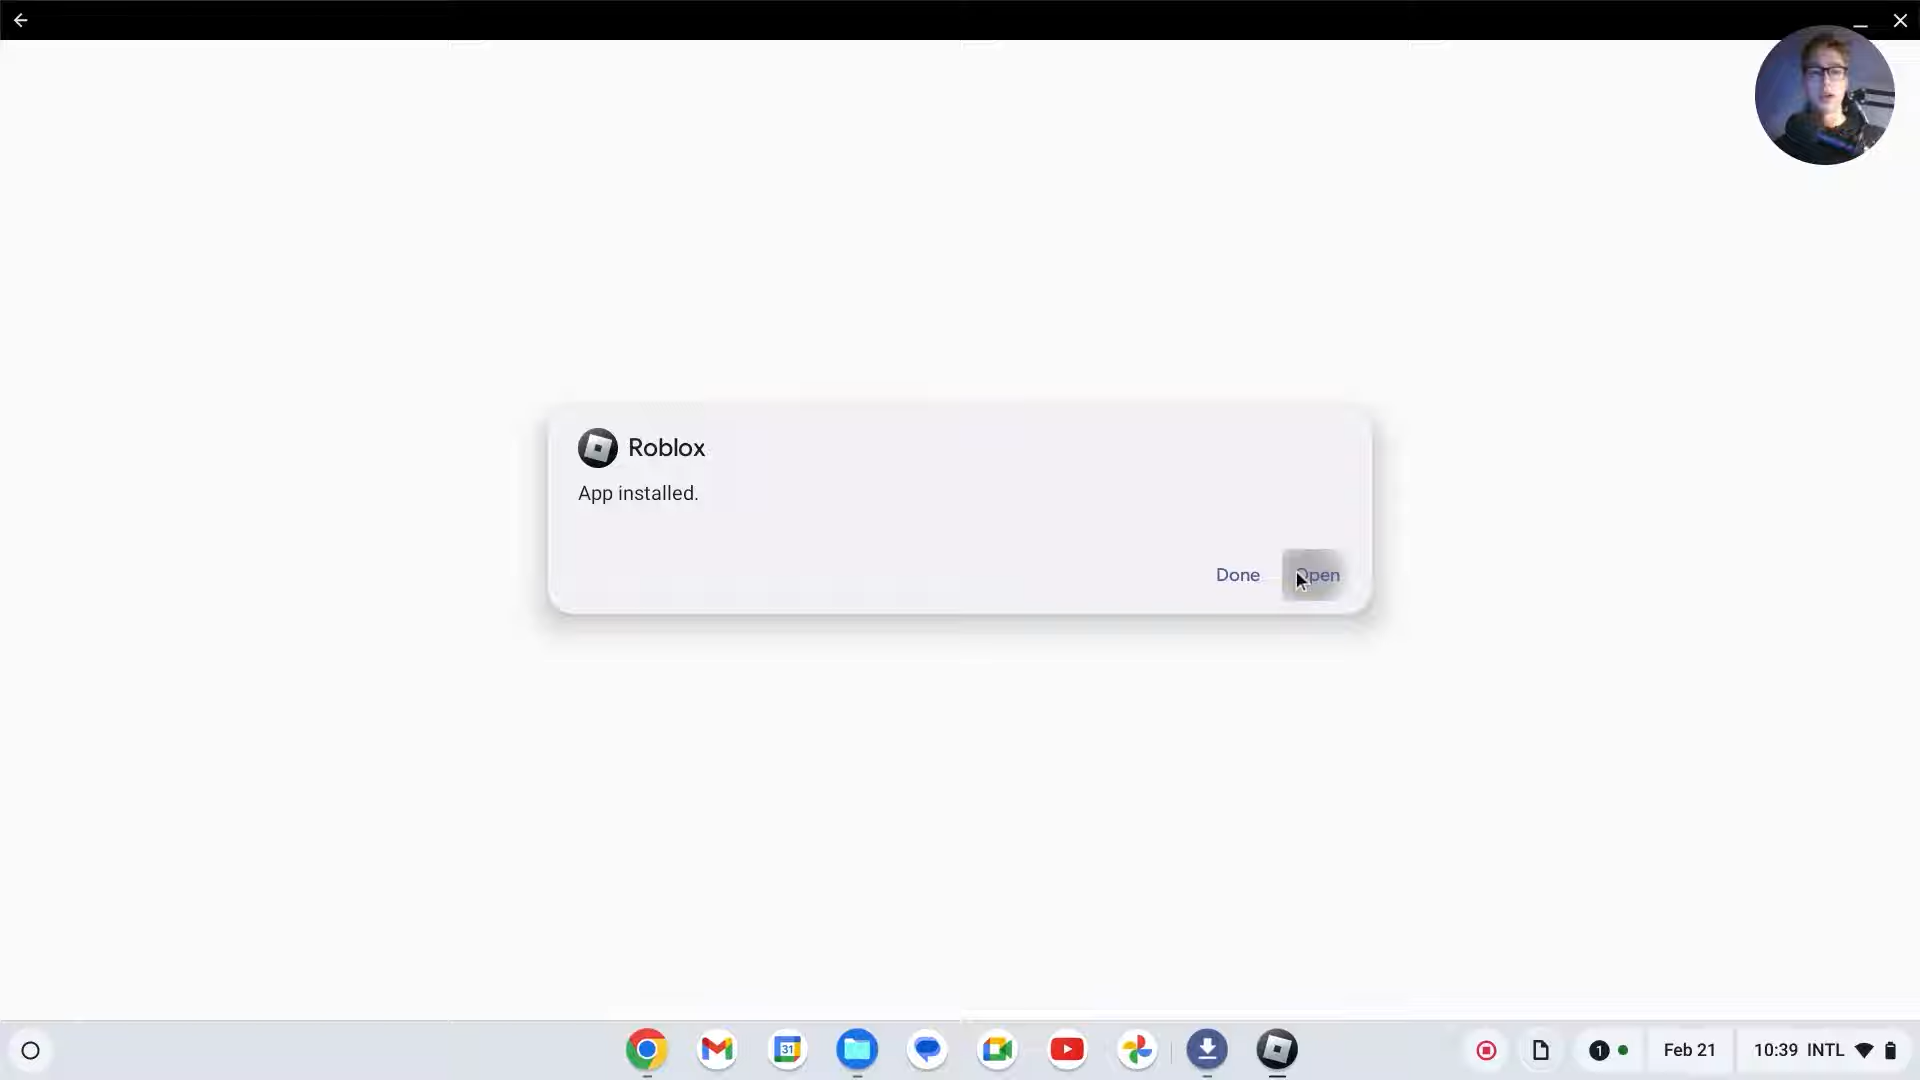 Roblox
App installed.
Done Open
31
1
Feb 21
10:39 INTL